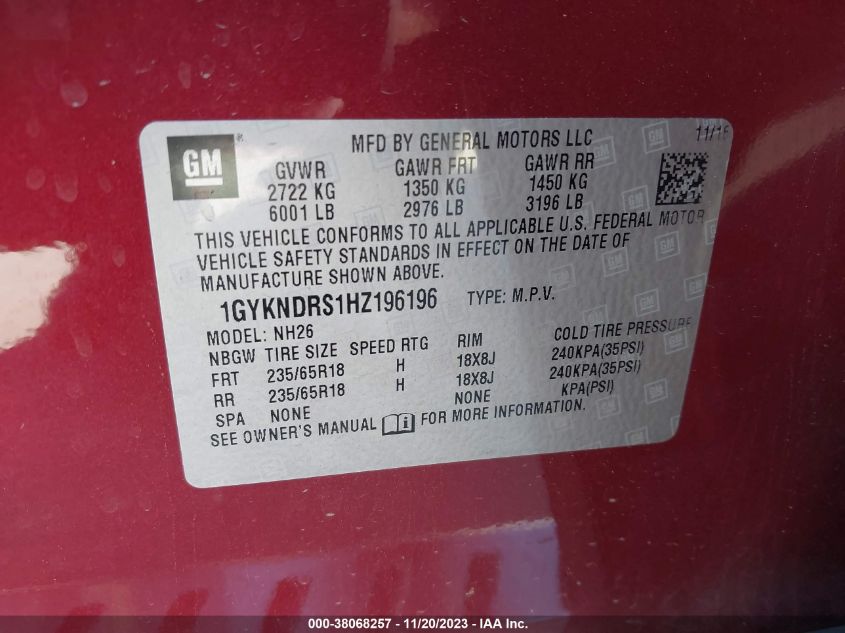 GM ®
MFD BY GENERAL MOTORS LLC 11/16
GVWR GAWR FRT GAWR RR
2722 KG 1350 KG 1450 KG
6001 LB 2976 LB 3196 LB
THIS VEHICLE CONFORMS TO ALL APPLICABLE U.S. FEDERAL MOTOR
VEHICLE SAFETY STANDARDS IN EFFECT ON THE DATE OF
MANUFACTURE SHOWN ABOVE.
1GYKNDRS1HZ196196 TYPE: M.P.V.
MODEL: NH26
NBGW TIRE SIZE SPEED RTG RIM COLD TIRE PRESSURE
FRT 235/65R18 H 18X8J 240KPA(35PSI)
RR 235/65R18 H 18X8J 240KPA(35PSI)
SPA NONE NONE KPA(PSI)
SEE OWNER'S MANUAL FOR MORE INFORMATION.
000-38068257 - 11/20/2023 - IAAI, Inc.